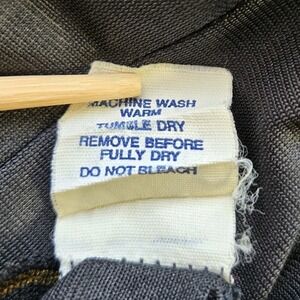 MACHINE WASH
WARM
TUMBLE DRY
REMOVE BEFORE
FULLY DRY
DO NOT BLEACH